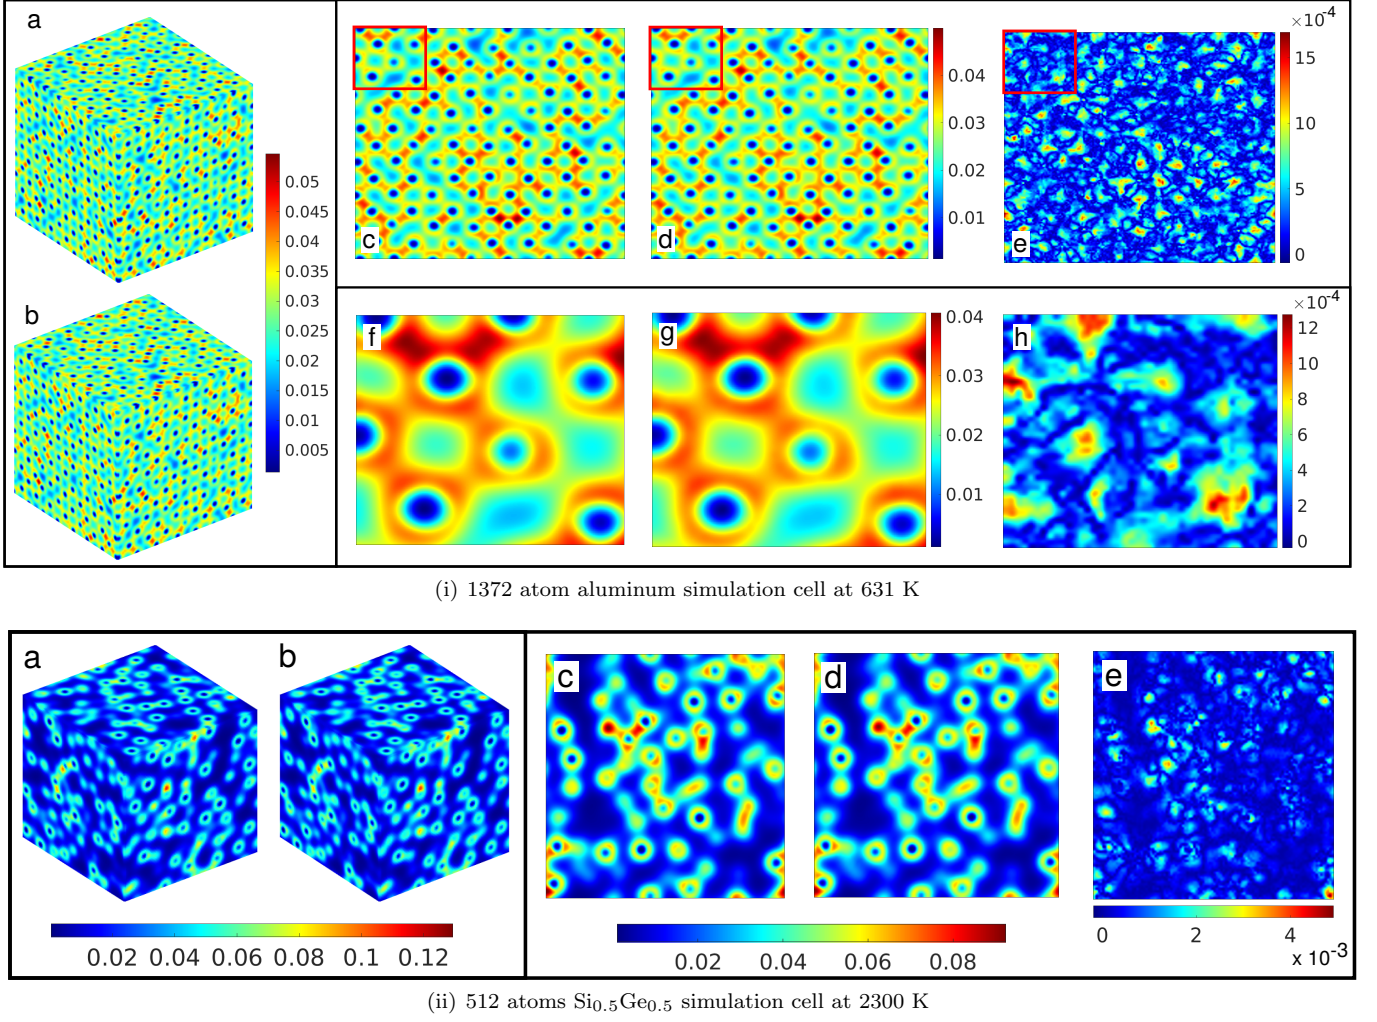 a
0.05
0.045
0.04
0.035
0.03
0.025
0.02
0.015
0.01
0.005
b
c
d
0.04
0.03
0.02
0.01
e
×10⁻⁴
15
10
5
0
f
g
0.04
0.03
0.02
0.01
h
×10⁻⁴
12
10
8
6
4
2
0
(i) 1372 atom aluminum simulation cell at 631 K
a
b
0.02 0.04 0.06 0.08 0.1 0.12
c
d
0.02 0.04 0.06 0.08
e
0 2 4
x 10⁻³
(ii) 512 atoms Si₀.₅Ge₀.₅ simulation cell at 2300 K